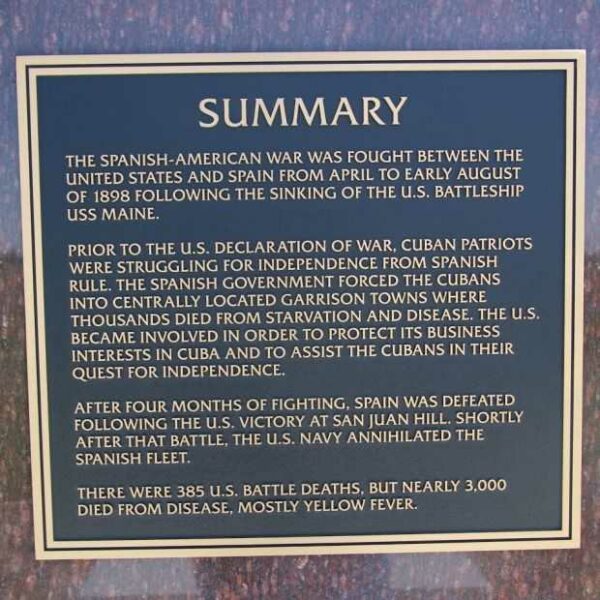 SUMMARY
THE SPANISH-AMERICAN WAR WAS FOUGHT BETWEEN THE
UNITED STATES AND SPAIN FROM APRIL TO EARLY AUGUST
OF 1898 FOLLOWING THE SINKING OF THE U.S. BATTLESHIP
USS MAINE.
PRIOR TO THE U.S. DECLARATION OF WAR, CUBAN PATRIOTS
WERE STRUGGLING FOR INDEPENDENCE FROM SPANISH
RULE. THE SPANISH GOVERNMENT FORCED THE CUBANS
INTO CENTRALLY LOCATED GARRISON TOWNS WHERE
THOUSANDS DIED FROM STARVATION AND DISEASE. THE U.S.
BECAME INVOLVED IN ORDER TO PROTECT ITS BUSINESS
INTERESTS IN CUBA AND TO ASSIST THE CUBANS IN THEIR
QUEST FOR INDEPENDENCE.
AFTER FOUR MONTHS OF FIGHTING, SPAIN WAS DEFEATED
FOLLOWING THE U.S. VICTORY AT SAN JUAN HILL. SHORTLY
AFTER THAT BATTLE, THE U.S. NAVY ANNIHILATED THE
SPANISH FLEET.
THERE WERE 385 U.S. BATTLE DEATHS, BUT NEARLY 3,000
DIED FROM DISEASE, MOSTLY YELLOW FEVER.